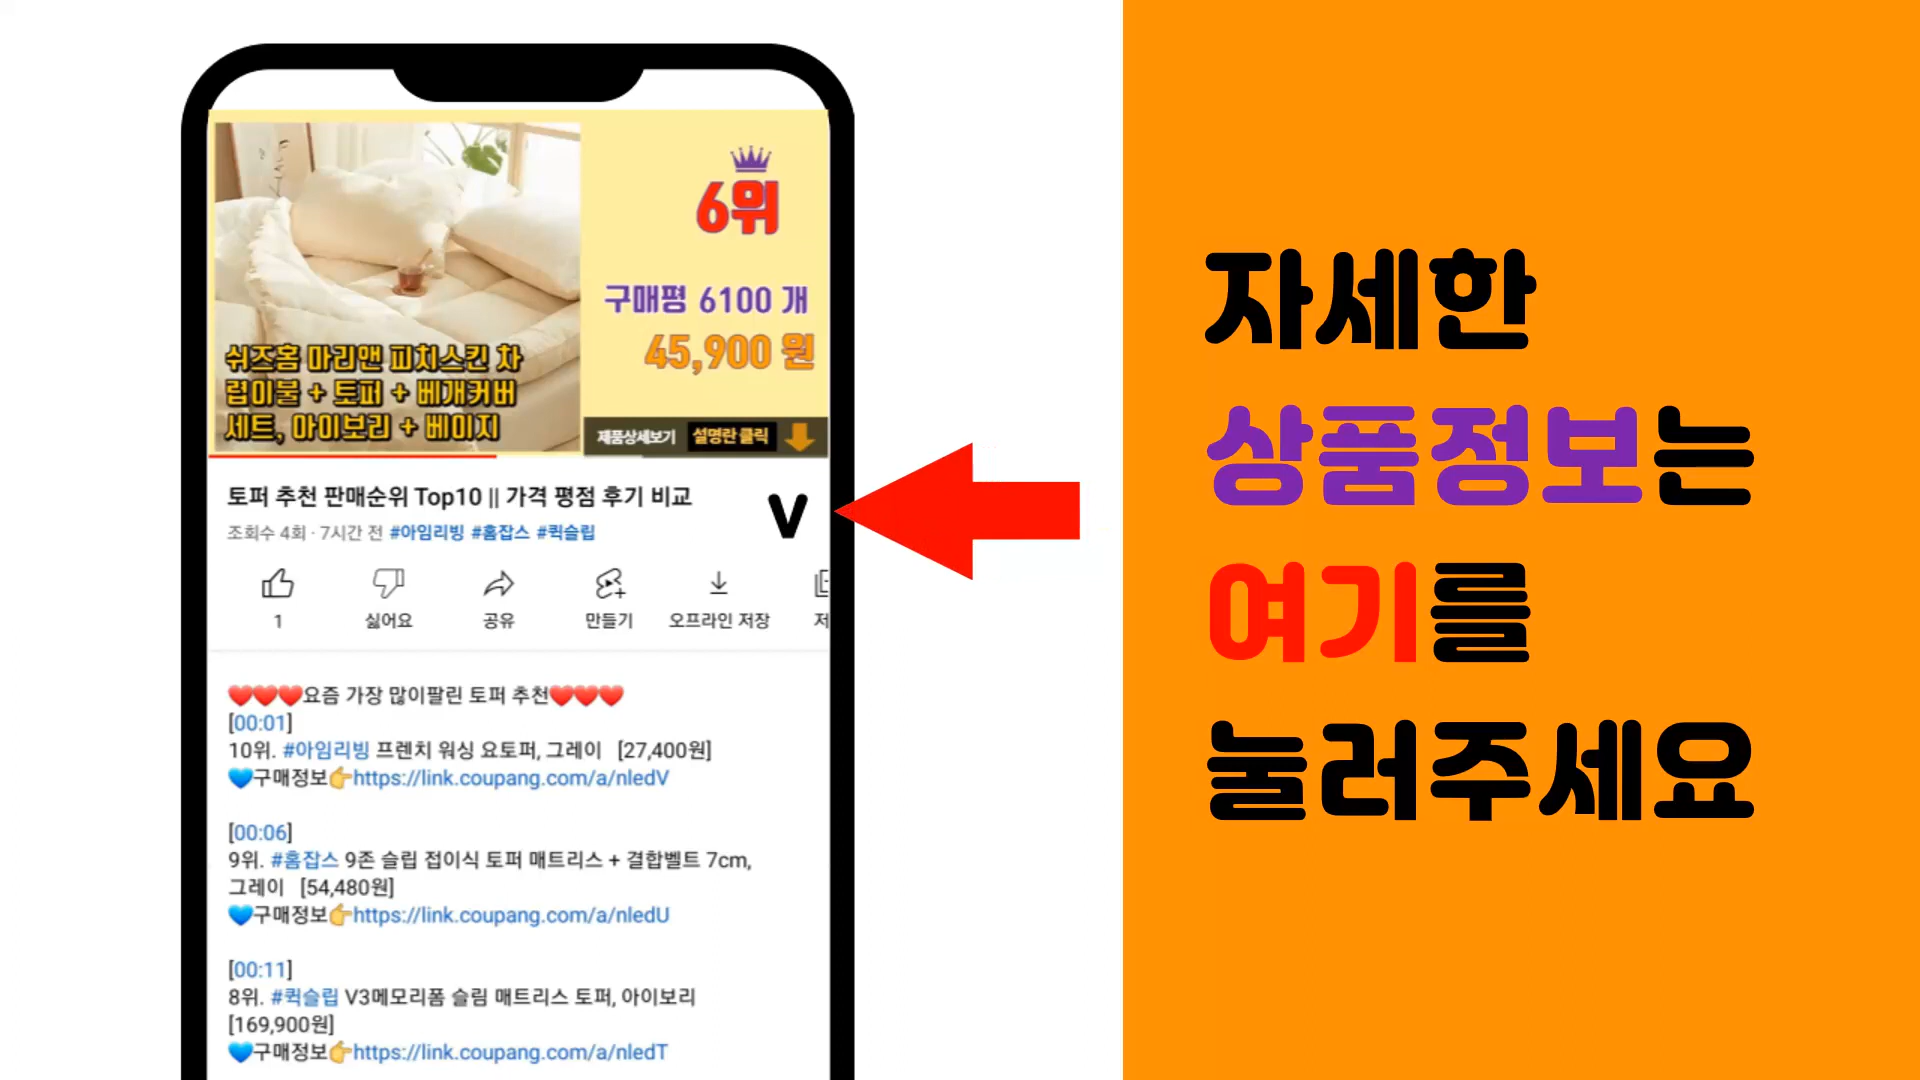 6위
구매평 6100 개
45,900 원
쉬즈홈 마리앤 피치스킨 차
렵이불 + 토퍼 + 베개커버
세트, 아이보리 + 베이지
제품상세보기 설명란 클릭
토퍼 추천 판매순위 Top10 || 가격 평점 후기 비교
V
조회수 4회 · 7시간 전 #아임리빙 #홈잡스 #퀵슬립
1 싫어요 공유 만들기 오프라인 저장 저
❤❤❤요즘 가장 많이팔린 토퍼 추천❤❤❤
[00:01]
10위. #아임리빙 프렌치 워싱 요토퍼, 그레이 [27,400원]
💙구매정보👉https://link.coupang.com/a/nledV
[00:06]
9위. #홈잡스 9존 슬립 접이식 토퍼 매트리스 + 결합벨트 7cm,
그레이 [54,480원]
💙구매정보👉https://link.coupang.com/a/nledU
[00:11]
8위. #퀵슬립 V3메모리폼 슬림 매트리스 토퍼, 아이보리
[169,900원]
💙구매정보👉https://link.coupang.com/a/nledT
자세한
상품정보는
여기를
눌러주세요